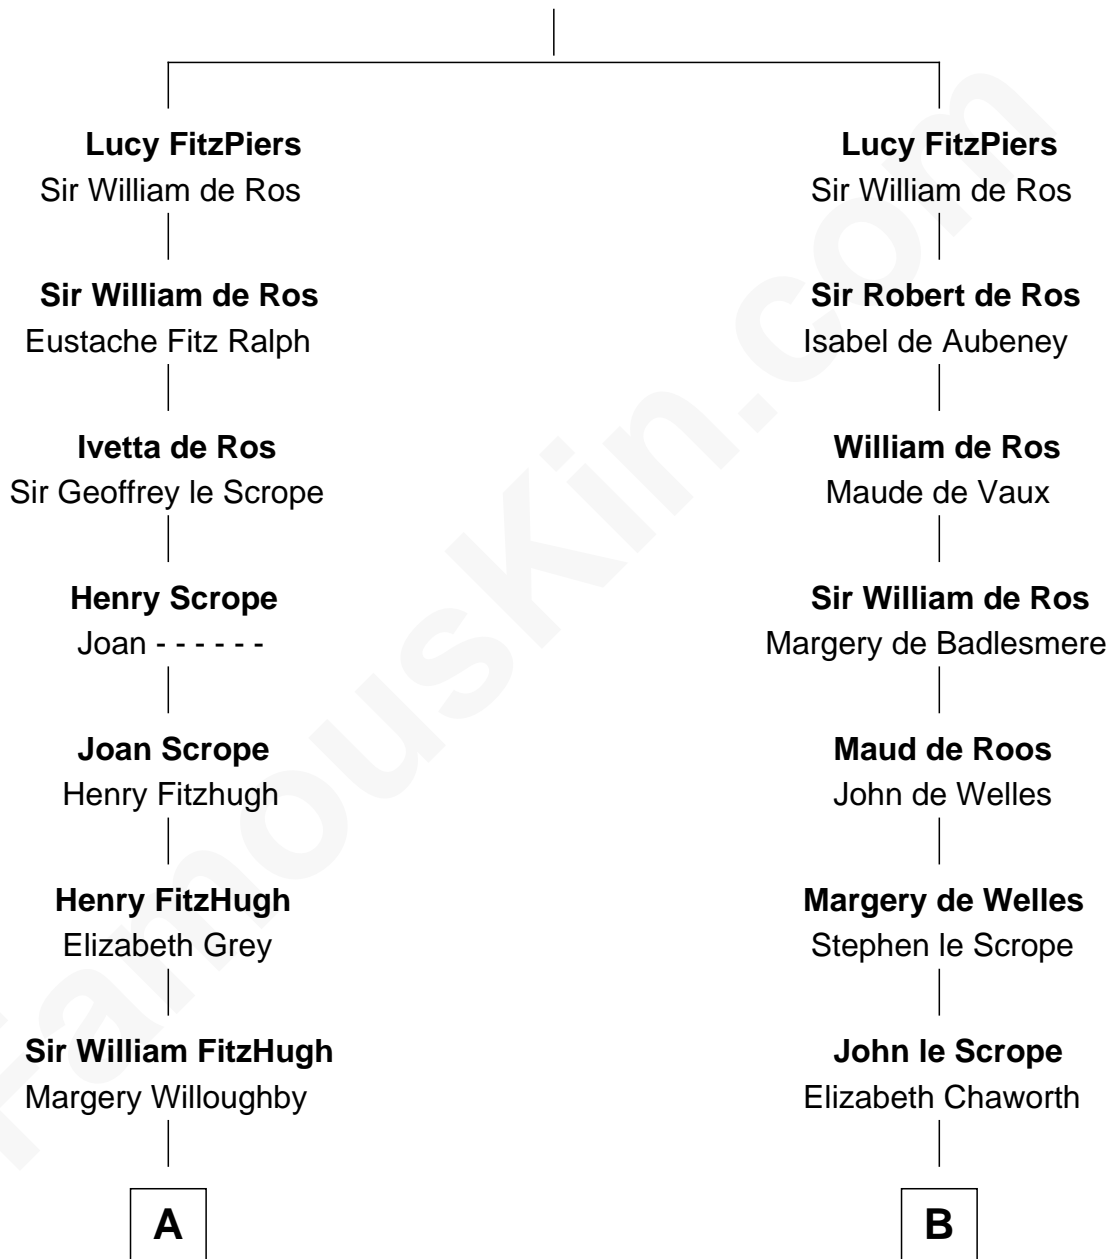 Lucy FitzPiers
Sir William de Ros
Sir William de Ros
Eustache Fitz Ralph
Ivetta de Ros
Sir Geoffrey le Scrope
Henry Scrope
Joan - - - - - -
Joan Scrope
Henry Fitzhugh
Henry FitzHugh
Elizabeth Grey
Sir William FitzHugh
Margery Willoughby
A
Lucy FitzPiers
Sir William de Ros
Sir Robert de Ros
Isabel de Aubeney
William de Ros
Maude de Vaux
Sir William de Ros
Margery de Badlesmere
Maud de Roos
John de Welles
Margery de Welles
Stephen le Scrope
John le Scrope
Elizabeth Chaworth
B
FamousKin.com